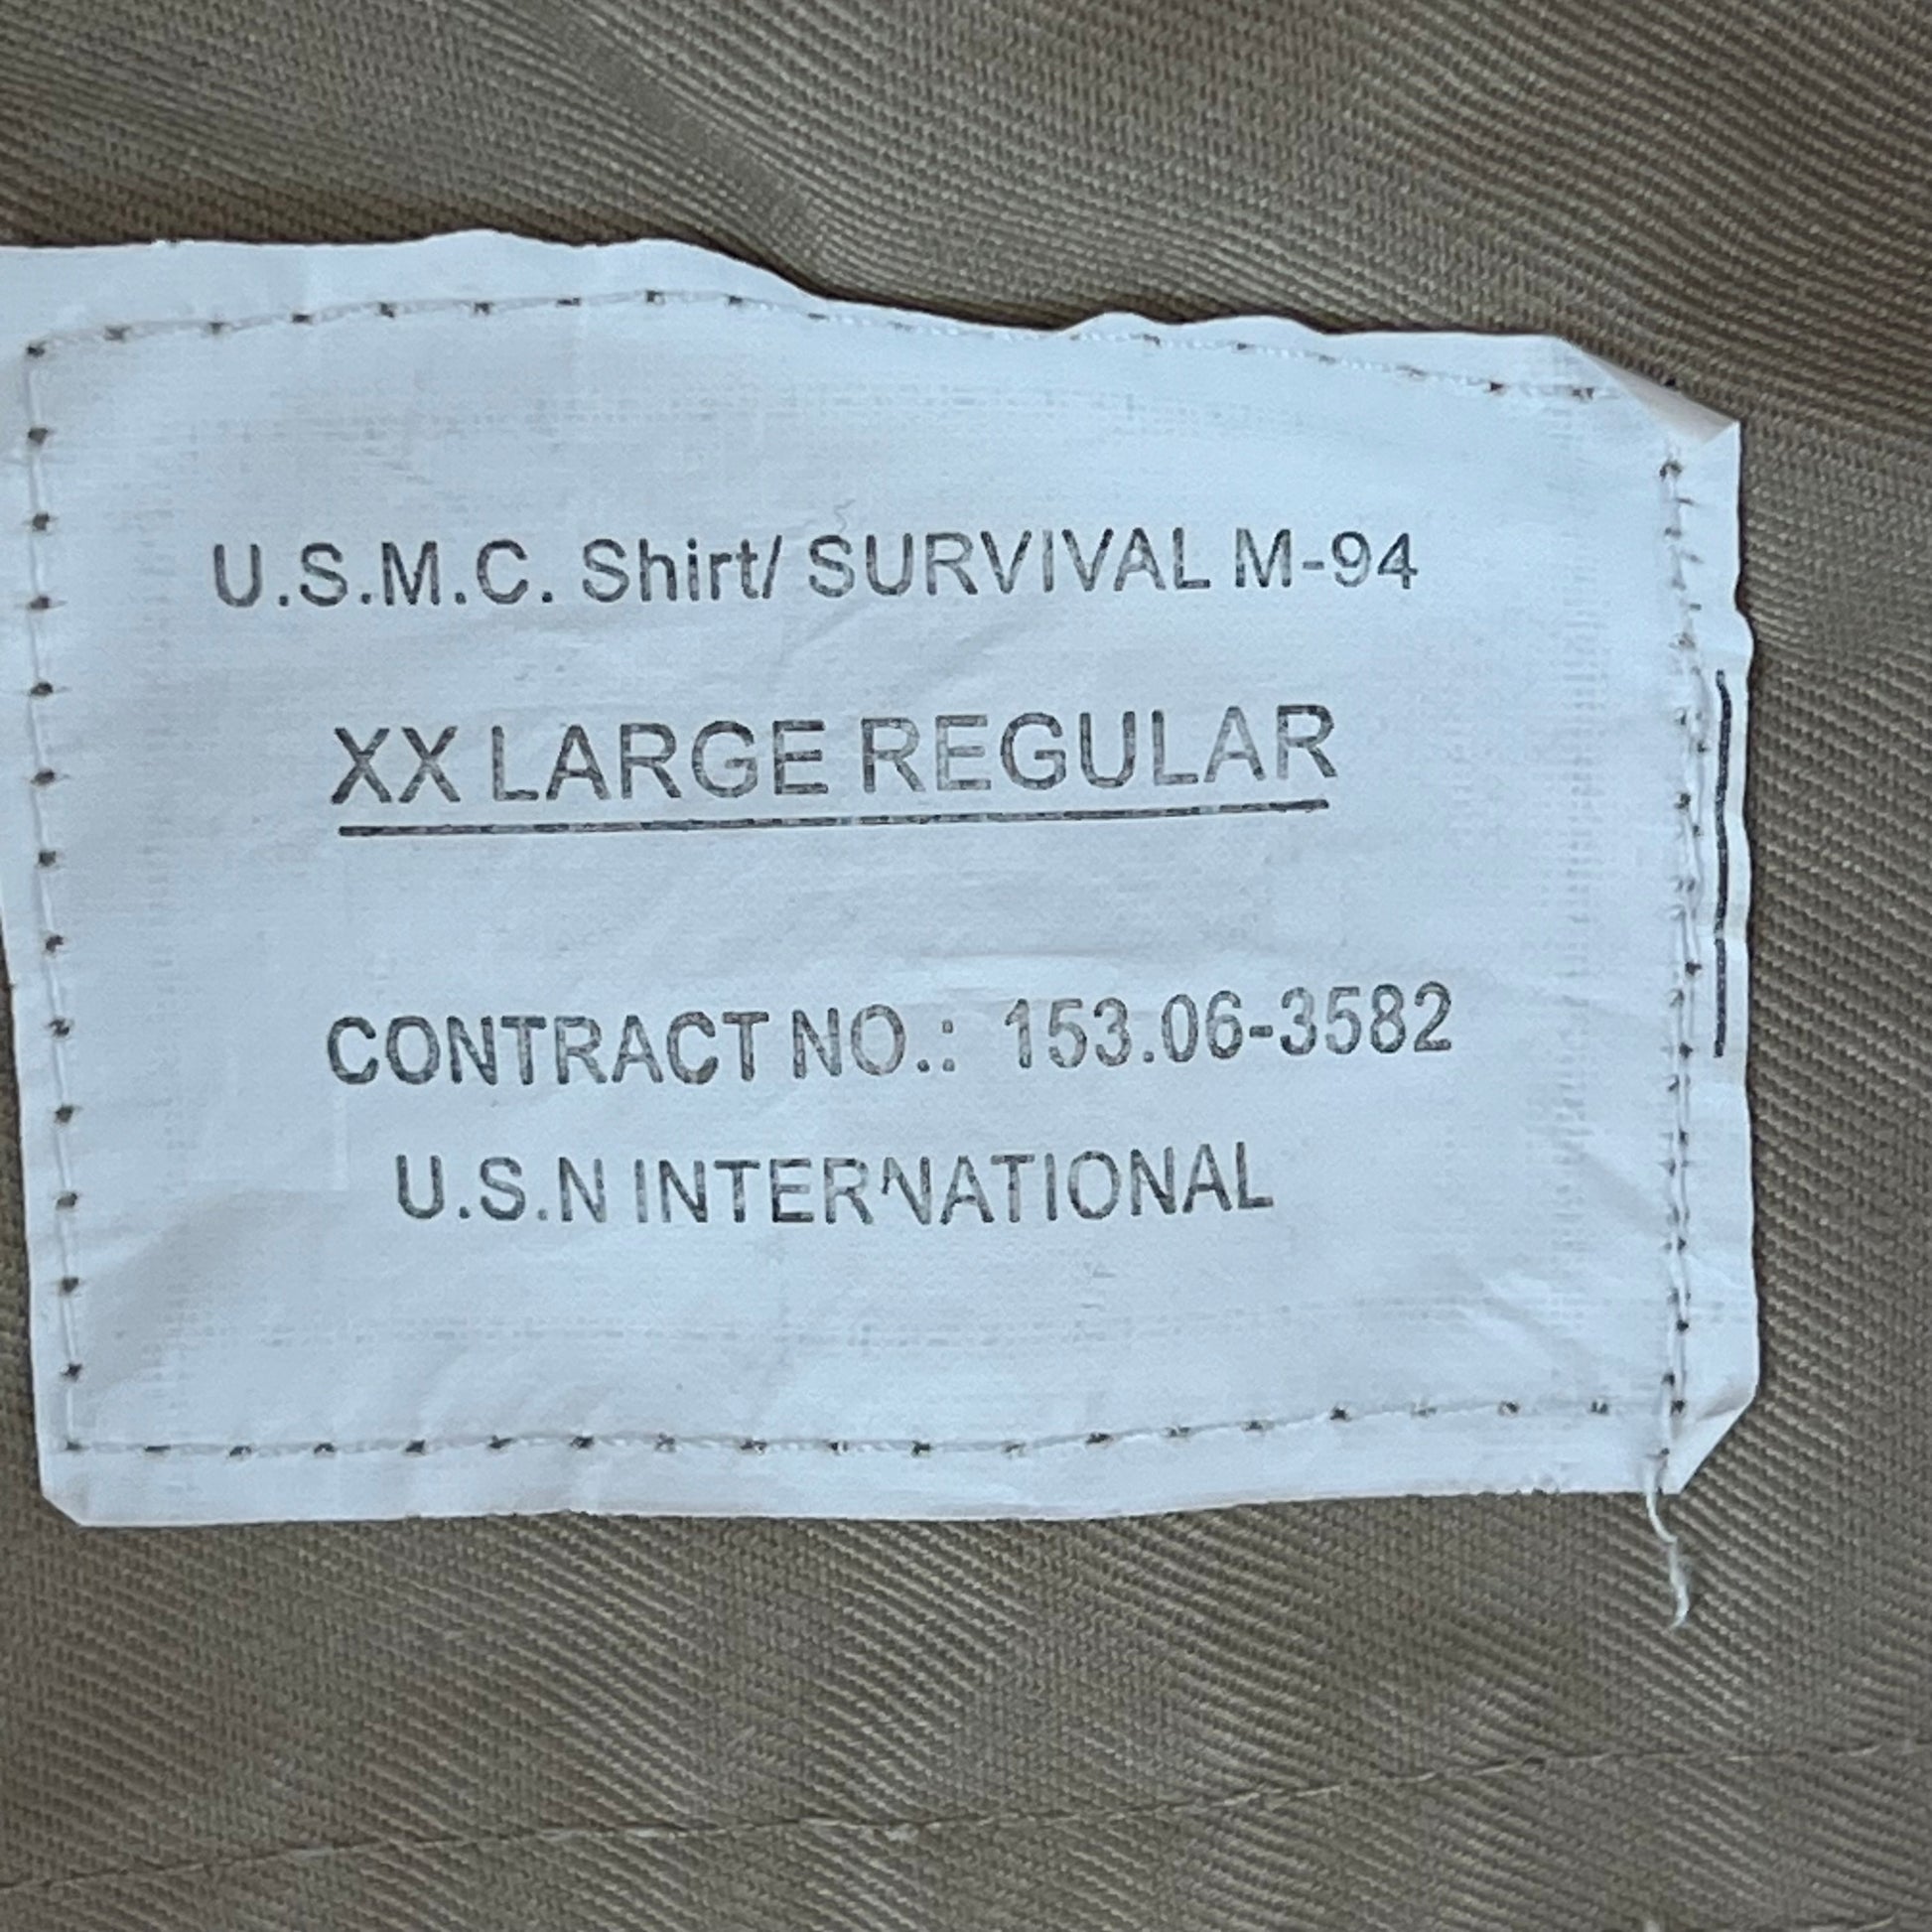 U.S.M.C. Shirt/ SURVIVAL M-94
XX LARGE REGULAR
CONTRACT NO.: 153.06-3582
U.S.N INTERNATIONAL